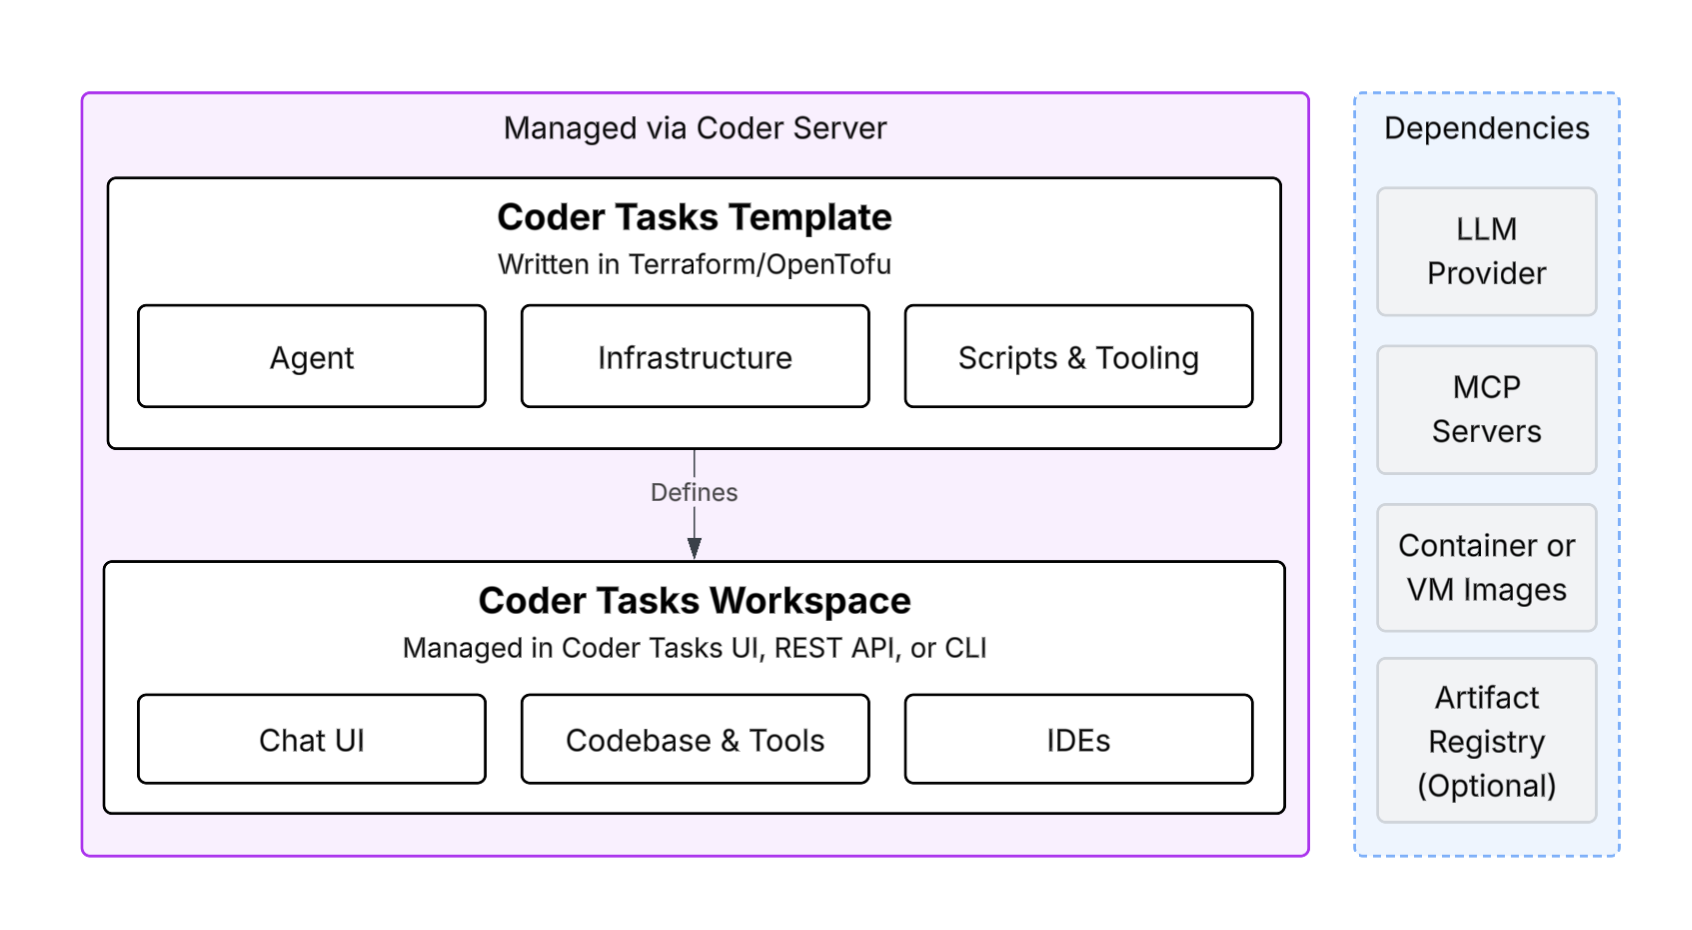 Managed via Coder Server
Coder Tasks Template
Written in Terraform/OpenTofu
Agent
Infrastructure
Scripts & Tooling
Defines
Coder Tasks Workspace
Managed in Coder Tasks UI, REST API, or CLI
Chat UI
Codebase & Tools
IDEs
Dependencies
LLM
Provider
MCP
Servers
Container or
VM Images
Artifact
Registry
(Optional)